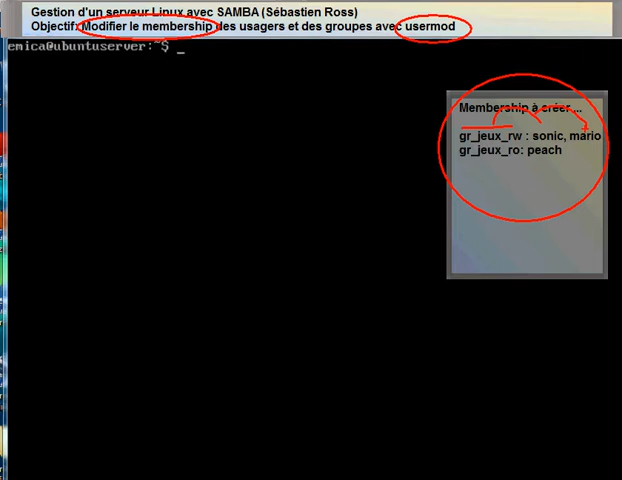 Gestion d'un serveur Linux avec SAMBA (Sébastien Ross)
Objectif: Modifier le membership des usagers et des groupes avec usermod
emica@ubuntuserver:~$ _
Membership à créer ...
gr_jeux_rw : sonic, mario
gr_jeux_ro: peach